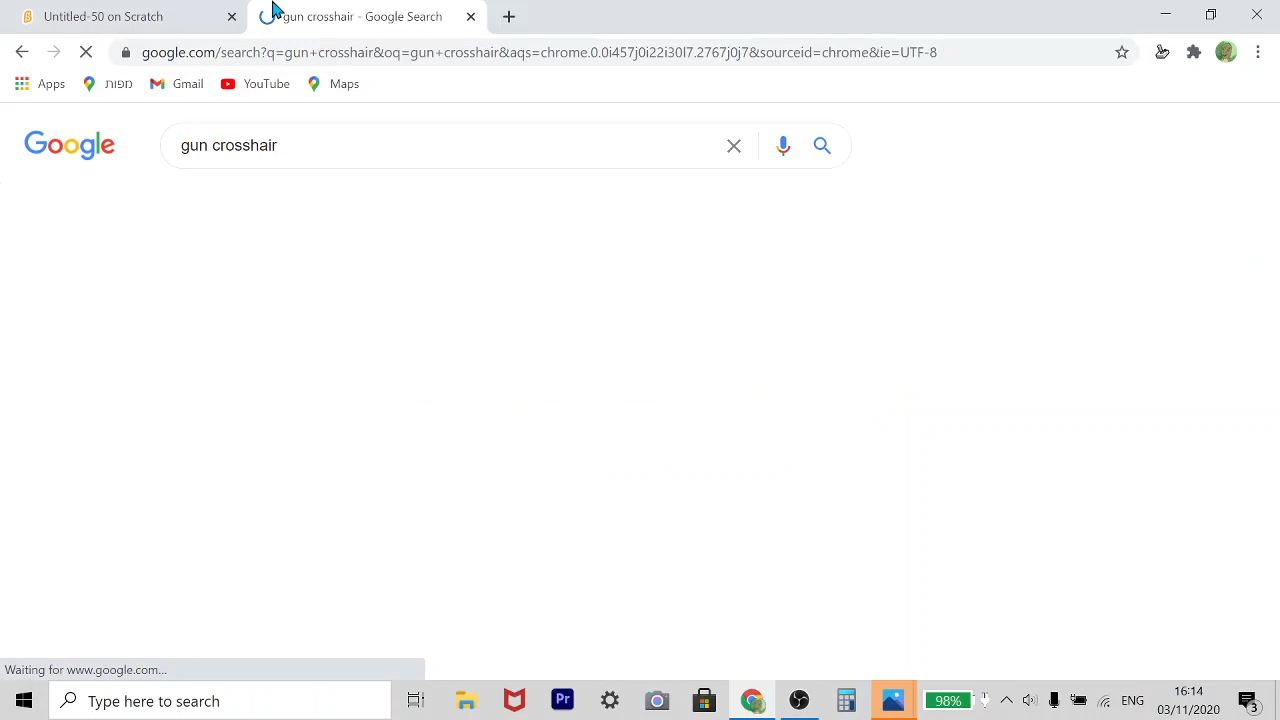 Untitled-50 on Scratch
gun crosshair - Google Search
google.com/search?q=gun+crosshair&oq=gun+crosshair&aqs=chrome.0.0i457j0i22i30l7.2767j0j7&sourceid=chrome&ie=UTF-8
Apps
מפות
Gmail
YouTube
Maps
Google
gun crosshair
Waiting for www.google.com...
Type here to search
Pr
98%
ENG
16:14
03/11/2020
3